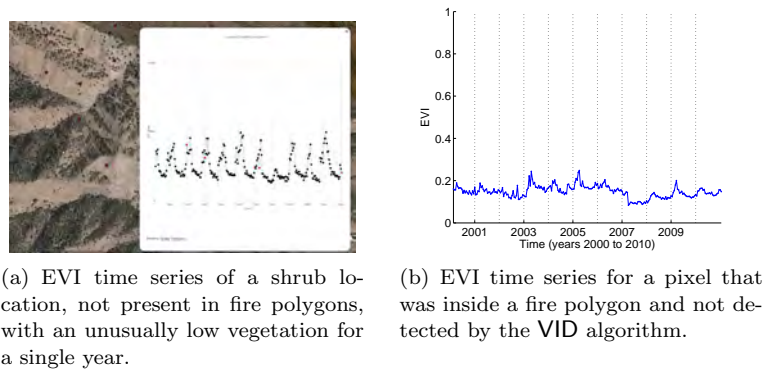 1
0.8
0.6
0.4
0.2
0
EVI
2001 2003 2005 2007 2009
Time (years 2000 to 2010)
(a) EVI time series of a shrub lo-
cation, not present in fire polygons,
with an unusually low vegetation for
a single year.
(b) EVI time series for a pixel that
was inside a fire polygon and not de-
tected by the VID algorithm.